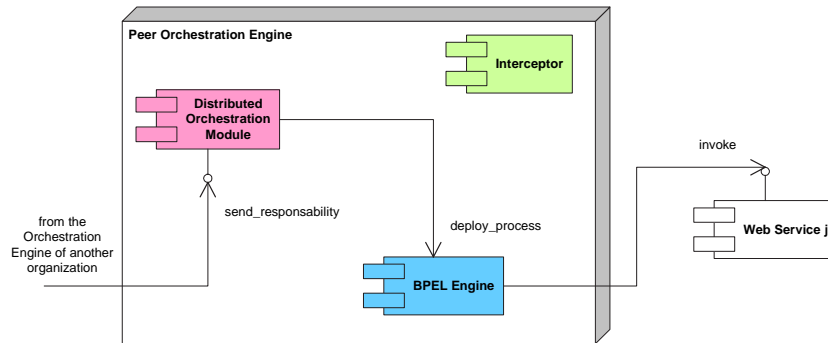 Peer Orchestration Engine
Interceptor
Distributed
Orchestration
Module
invoke
from the
Orchestration
Engine of another
organization
send_responsability
deploy_process
Web Service j
BPEL Engine